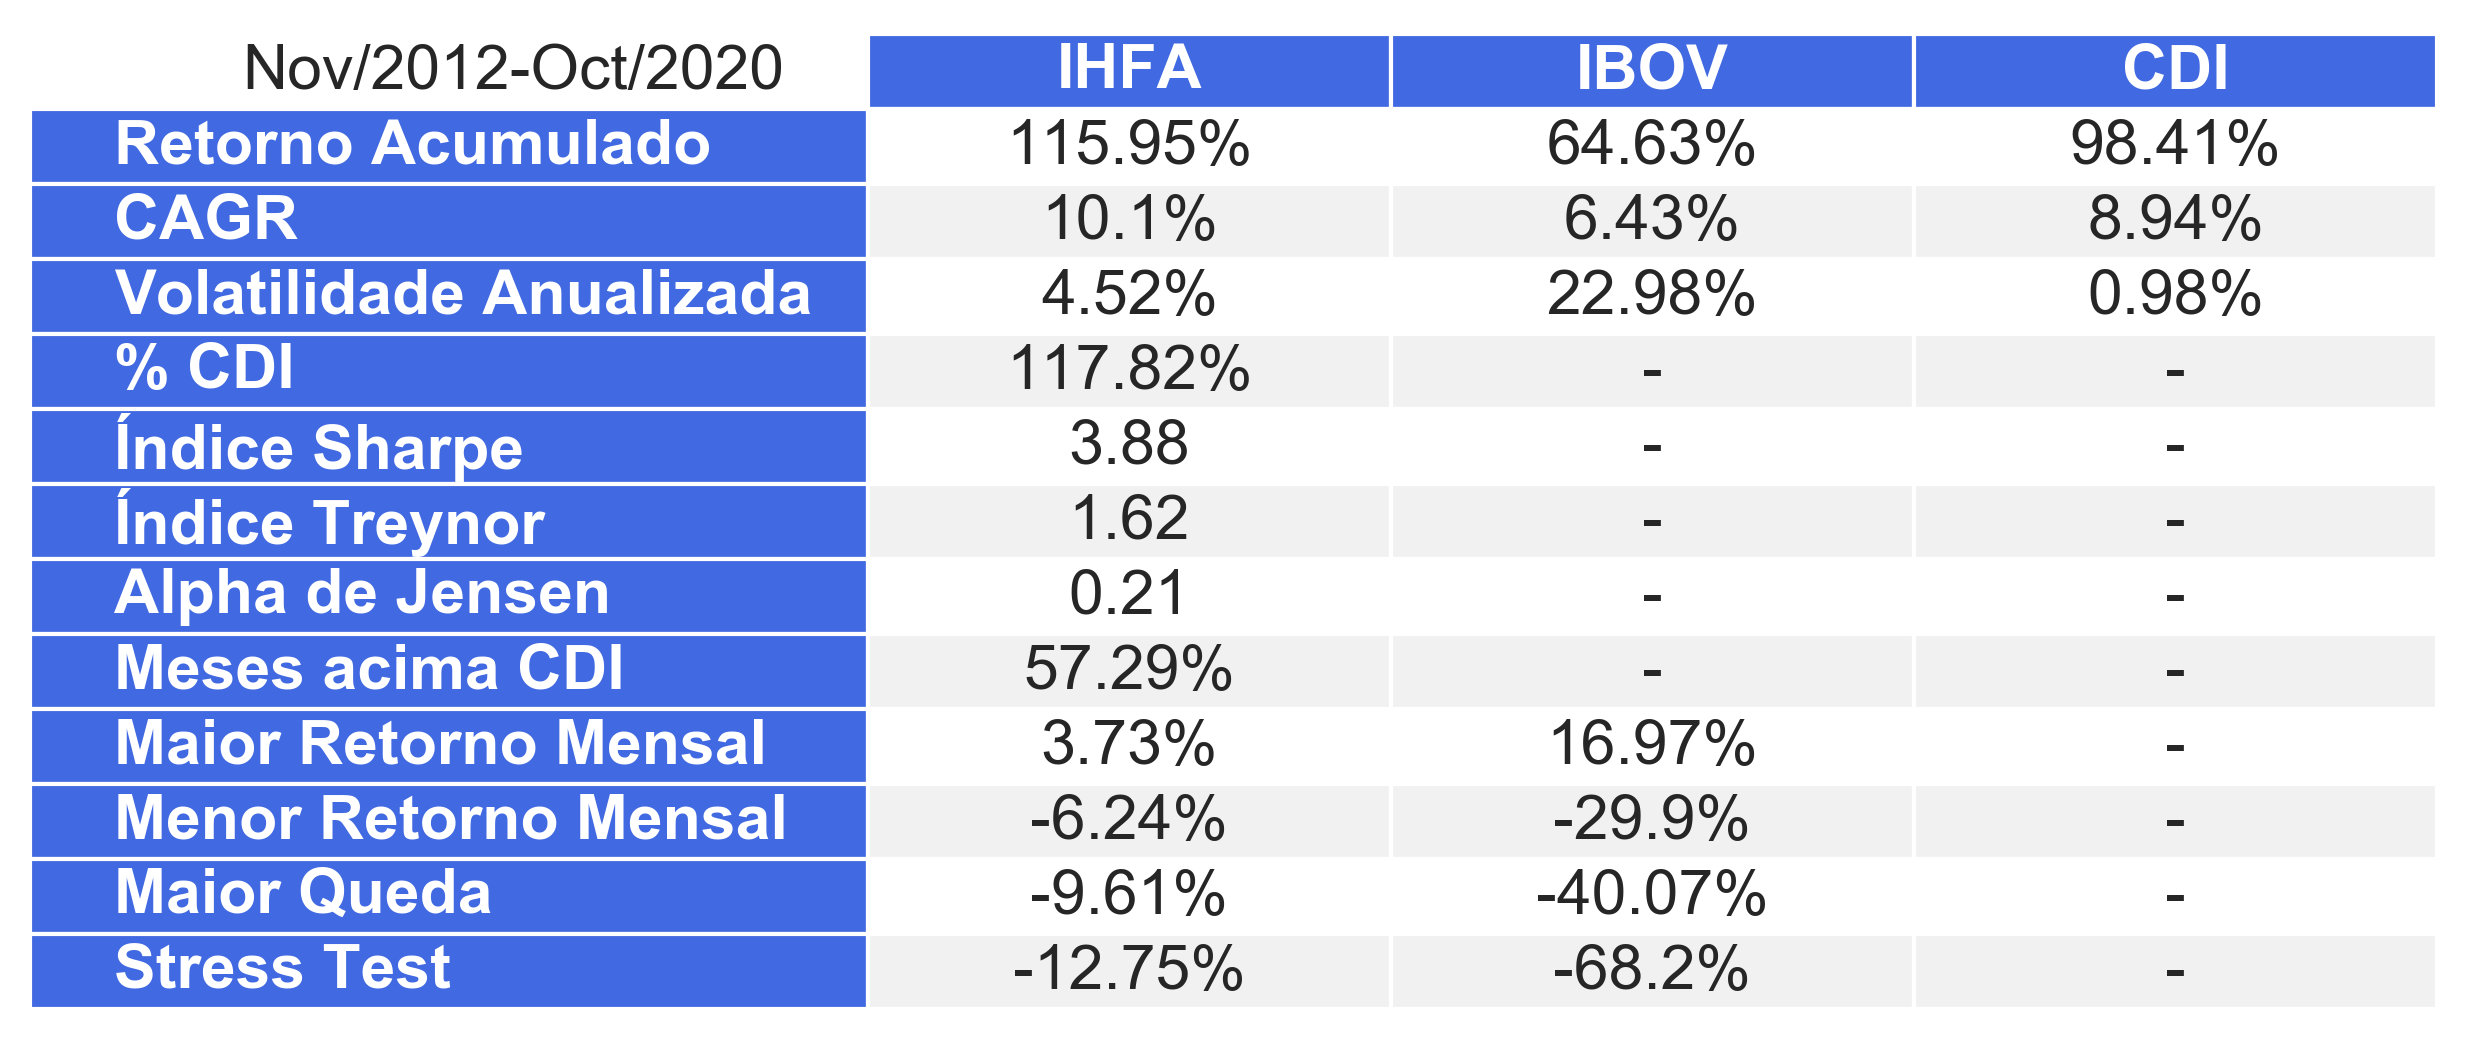 Nov/2012-Oct/2020 IHFA IBOV CDI
Retorno Acumulado 115.95% 64.63% 98.41%
CAGR 10.1% 6.43% 8.94%
Volatilidade Anualizada 4.52% 22.98% 0.98%
% CDI 117.82% - -
Índice Sharpe 3.88 - -
Índice Treynor 1.62 - -
Alpha de Jensen 0.21 - -
Meses acima CDI 57.29% - -
Maior Retorno Mensal 3.73% 16.97% -
Menor Retorno Mensal -6.24% -29.9% -
Maior Queda -9.61% -40.07% -
Stress Test -12.75% -68.2% -